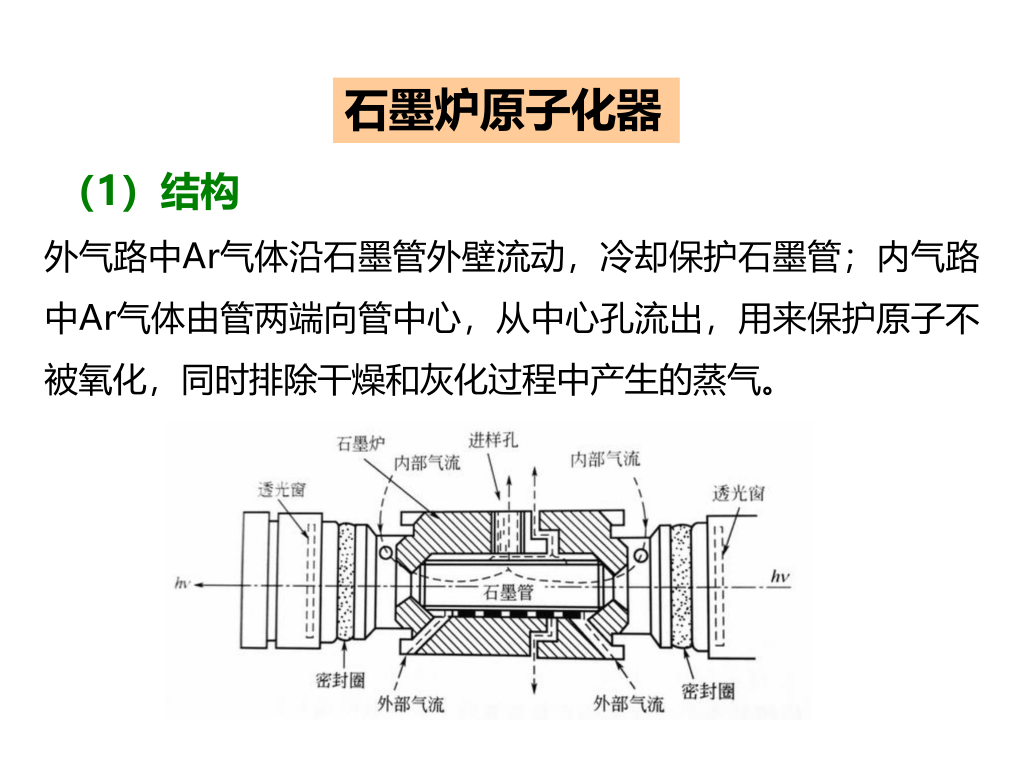 石墨炉原子化器
（1）结构
外气路中Ar气体沿石墨管外壁流动，冷却保护石墨管；内气路
中Ar气体由管两端向管中心，从中心孔流出，用来保护原子不
被氧化，同时排除干燥和灰化过程中产生的蒸气。
石墨炉
进样孔
内部气流
内部气流
透光窗
透光窗
hν
石墨管
hν
密封圈
外部气流
外部气流
密封圈